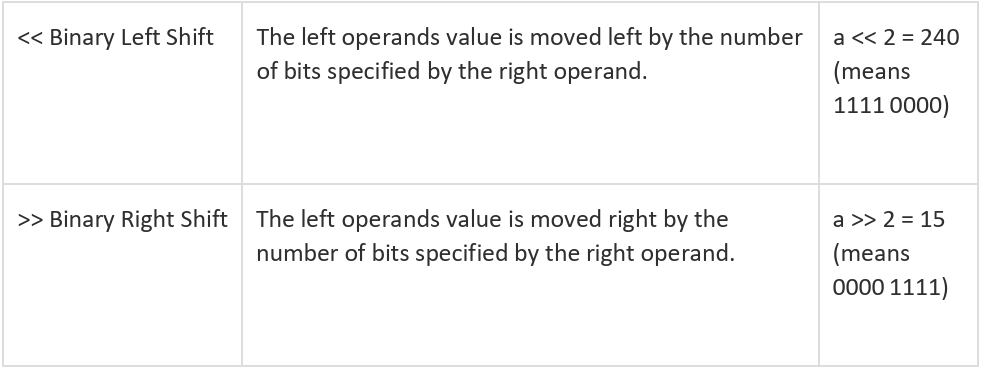 << Binary Left Shift
The left operands value is moved left by the number
of bits specified by the right operand.
a << 2 = 240
(means
1111 0000)
>> Binary Right Shift
The left operands value is moved right by the
number of bits specified by the right operand.
a >> 2 = 15
(means
0000 1111)